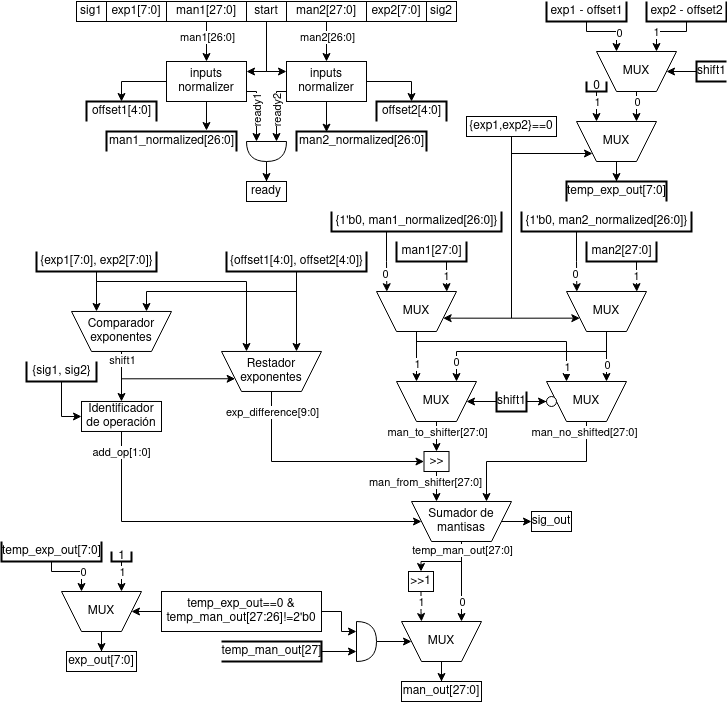 sig1 exp1[7:0] man1[27:0] start man2[27:0] exp2[7:0] sig2
exp1 - offset1
exp2 - offset2
man1[26:0]
man2[26:0]
0
1
inputs
normalizer
inputs
normalizer
MUX
shift1
0
offset1[4:0]
ready1
ready2
offset2[4:0]
1
0
man1_normalized[26:0]
man2_normalized[26:0]
{exp1,exp2}==0
MUX
ready
temp_exp_out[7:0]
{1'b0, man1_normalized[26:0]}
{1'b0, man2_normalized[26:0]}
man1[27:0]
man2[27:0]
{exp1[7:0], exp2[7:0]}
{offset1[4:0], offset2[4:0]}
0
1
0
1
MUX
MUX
Comparador
exponentes
shift1
Restador
exponentes
1
0
1
0
{sig1, sig2}
MUX
shift1
MUX
Identificador
de operación
exp_difference[9:0]
man_to_shifter[27:0]
man_no_shifted[27:0]
add_op[1:0]
>>
man_from_shifter[27:0]
Sumador de
mantisas
sig_out
temp_man_out[27:0]
temp_exp_out[7:0]
1
0
1
>>1
1
0
MUX
temp_exp_out==0 &
temp_man_out[27:26]!=2'b0
temp_man_out[27]
MUX
exp_out[7:0]
man_out[27:0]